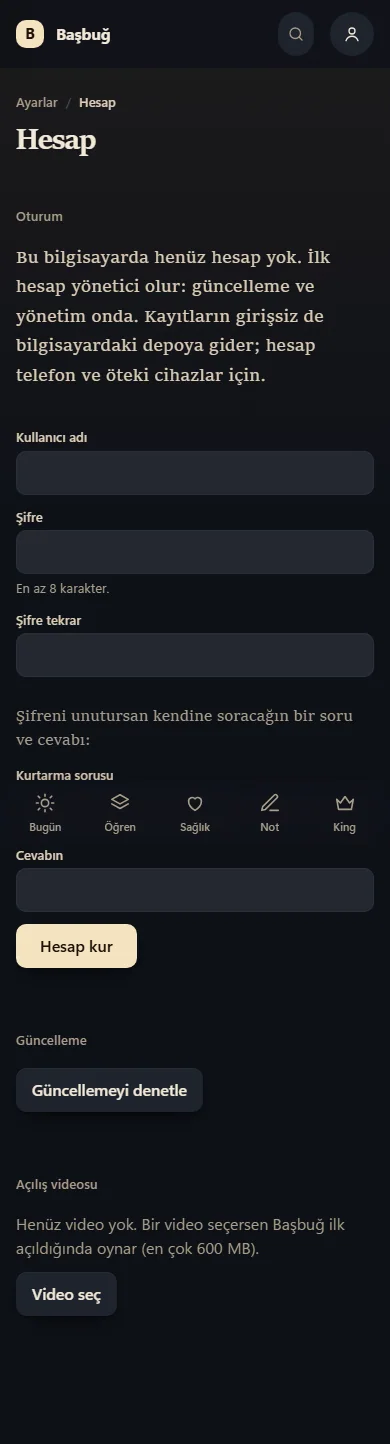 B Başbuğ
Ayarlar / Hesap
Hesap
Oturum
Bu bilgisayarda henüz hesap yok. İlk
hesap yönetici olur: güncelleme ve
yönetim onda. Kayıtların girişsiz de
bilgisayardaki depoya gider; hesap
telefon ve öteki cihazlar için.
Kullanıcı adı
Şifre
En az 8 karakter.
Şifre tekrar
Şifreni unutursan kendine soracağın bir soru
ve cevabı:
Kurtarma sorusu
Bugün Öğren Sağlık Not King
Cevabın
Hesap kur
Güncelleme
Güncellemeyi denetle
Açılış videosu
Henüz video yok. Bir video seçersen Başbuğ ilk
açıldığında oynar (en çok 600 MB).
Video seç